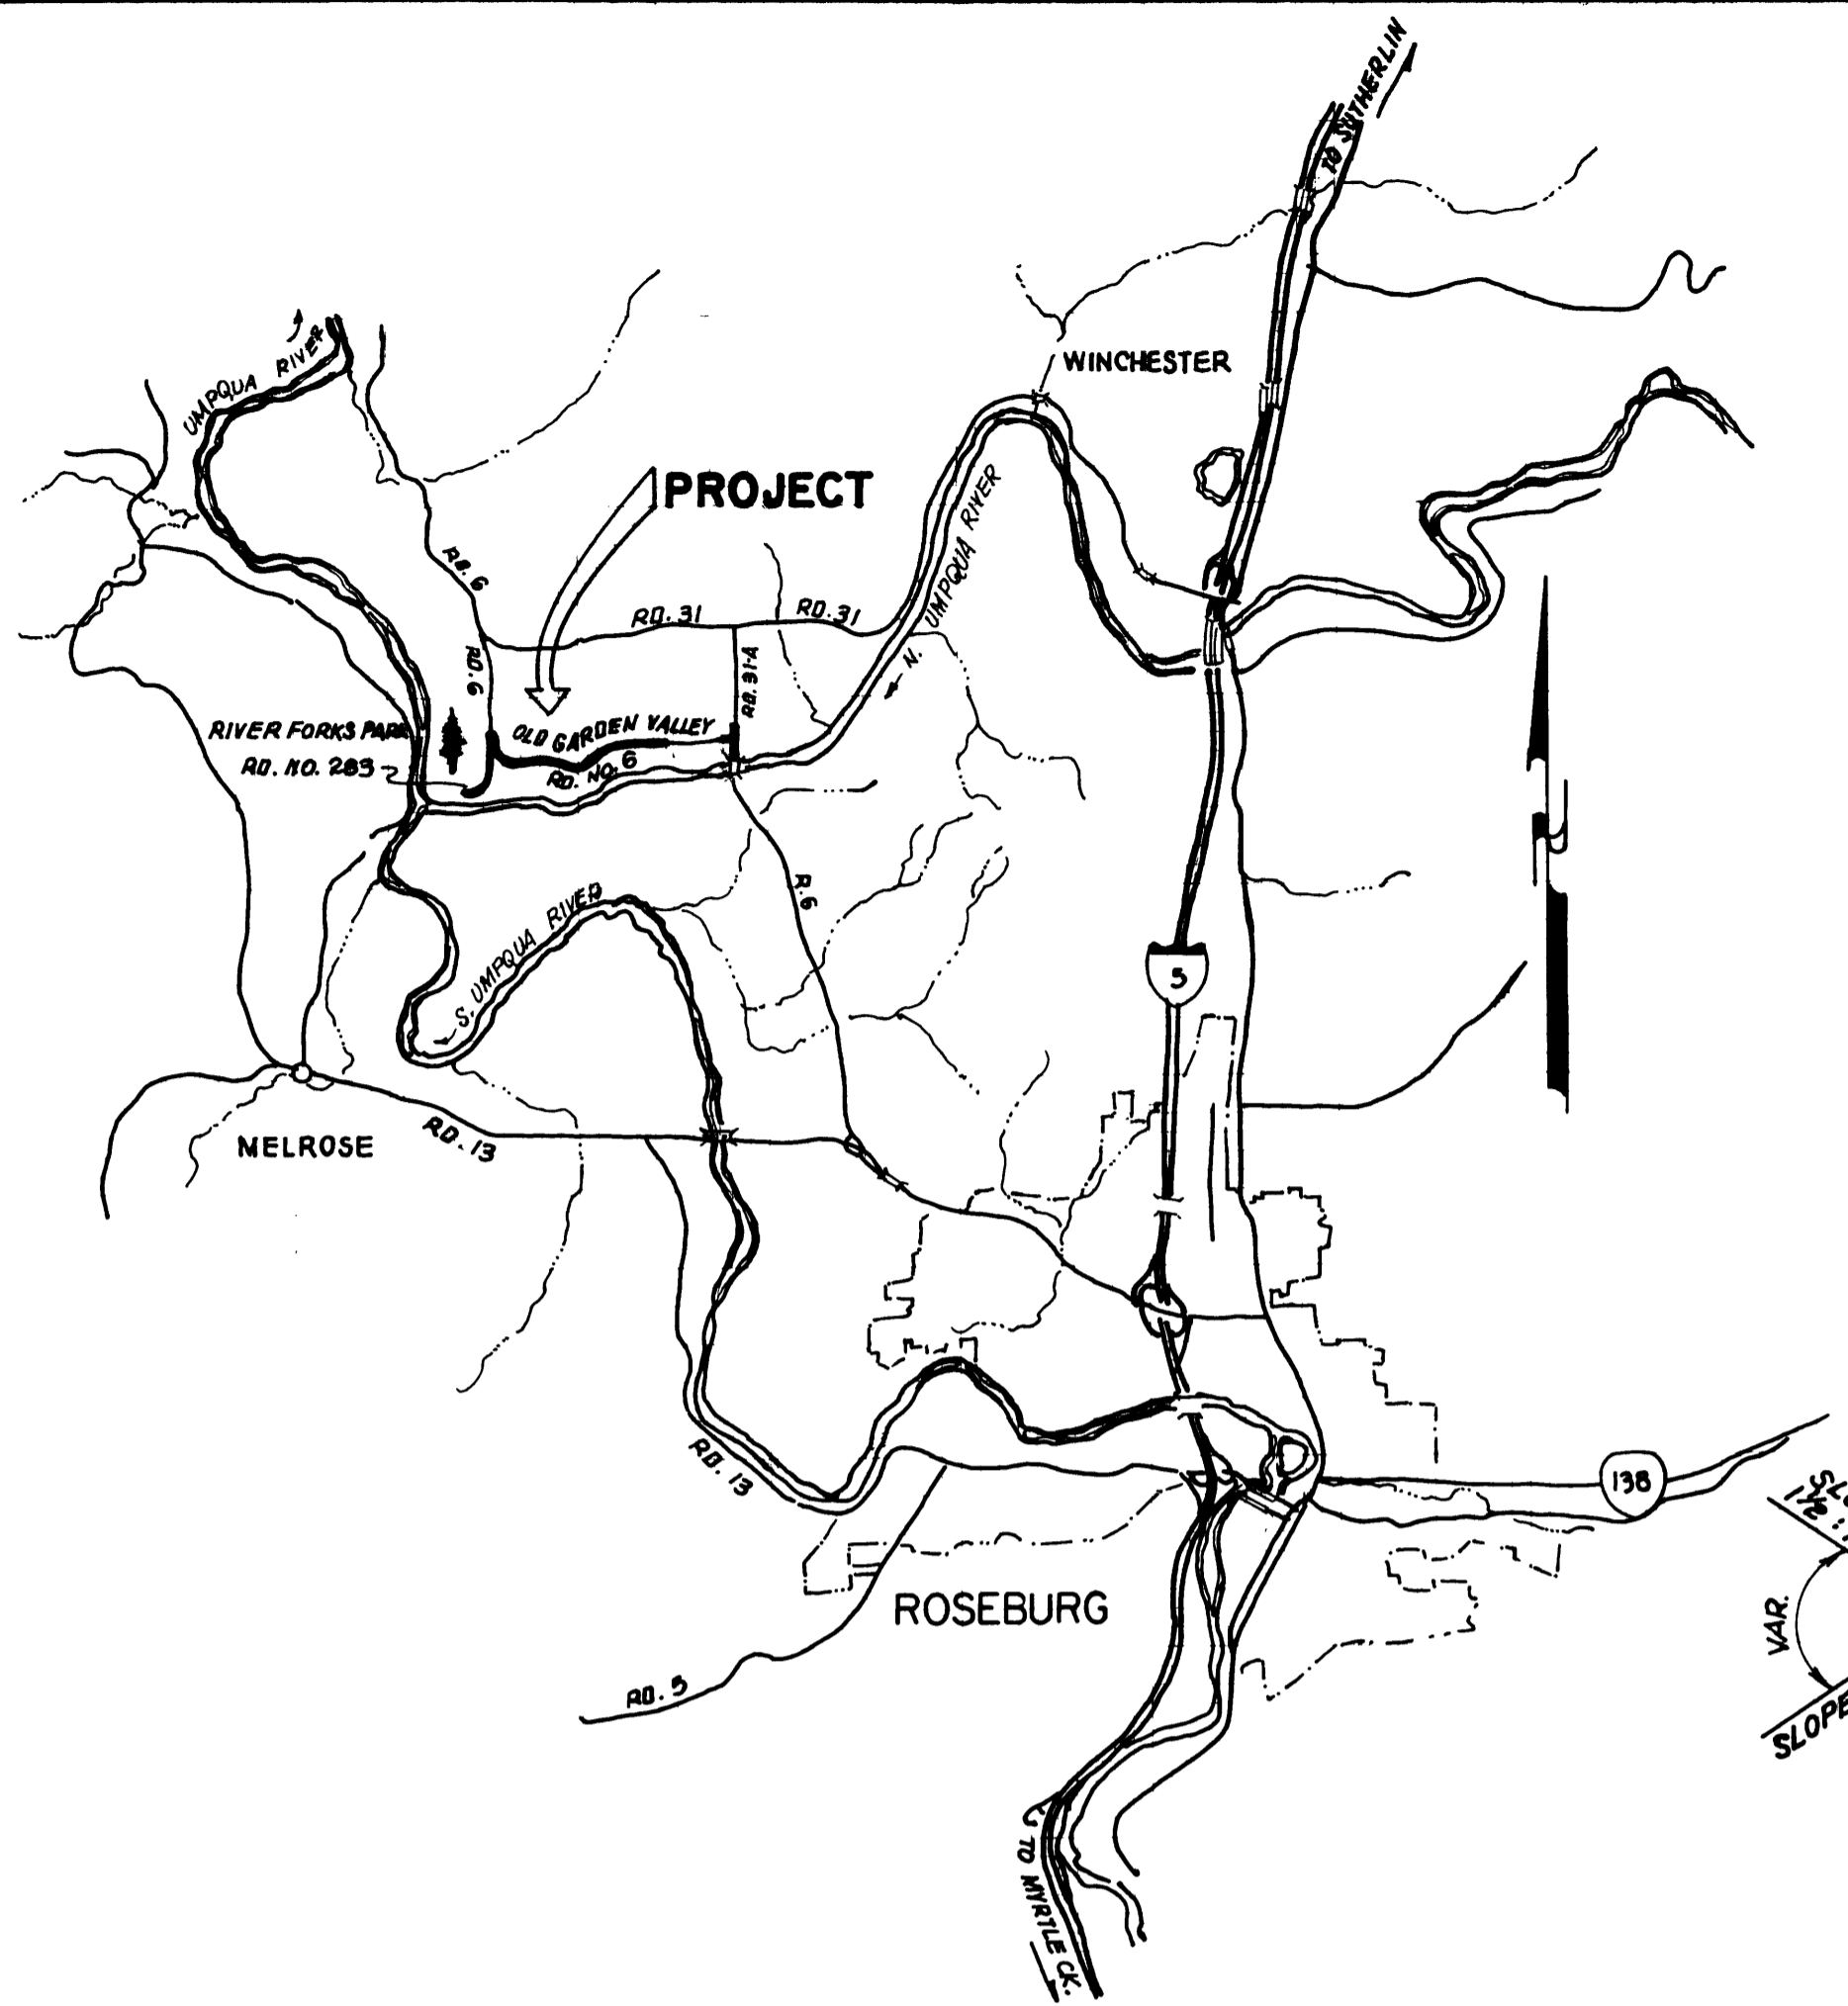 TO SUTHERLIN
WINCHESTER
UMPQUA RIVER
PROJECT
N. UMPQUA RIVER
RD. 6
RD. 31
RD. 31
RD. 6
RD. 31-A
OLD GARDEN VALLEY
RD. NO. 6
RIVER FORKS PARK
RD. NO. 283
R. 6
S. UMPQUA RIVER
5
N
MELROSE
RD. 13
RD. 13
138
ROSEBURG
RD. 5
VAR.
SLOPE
TO MYRTLE CK.